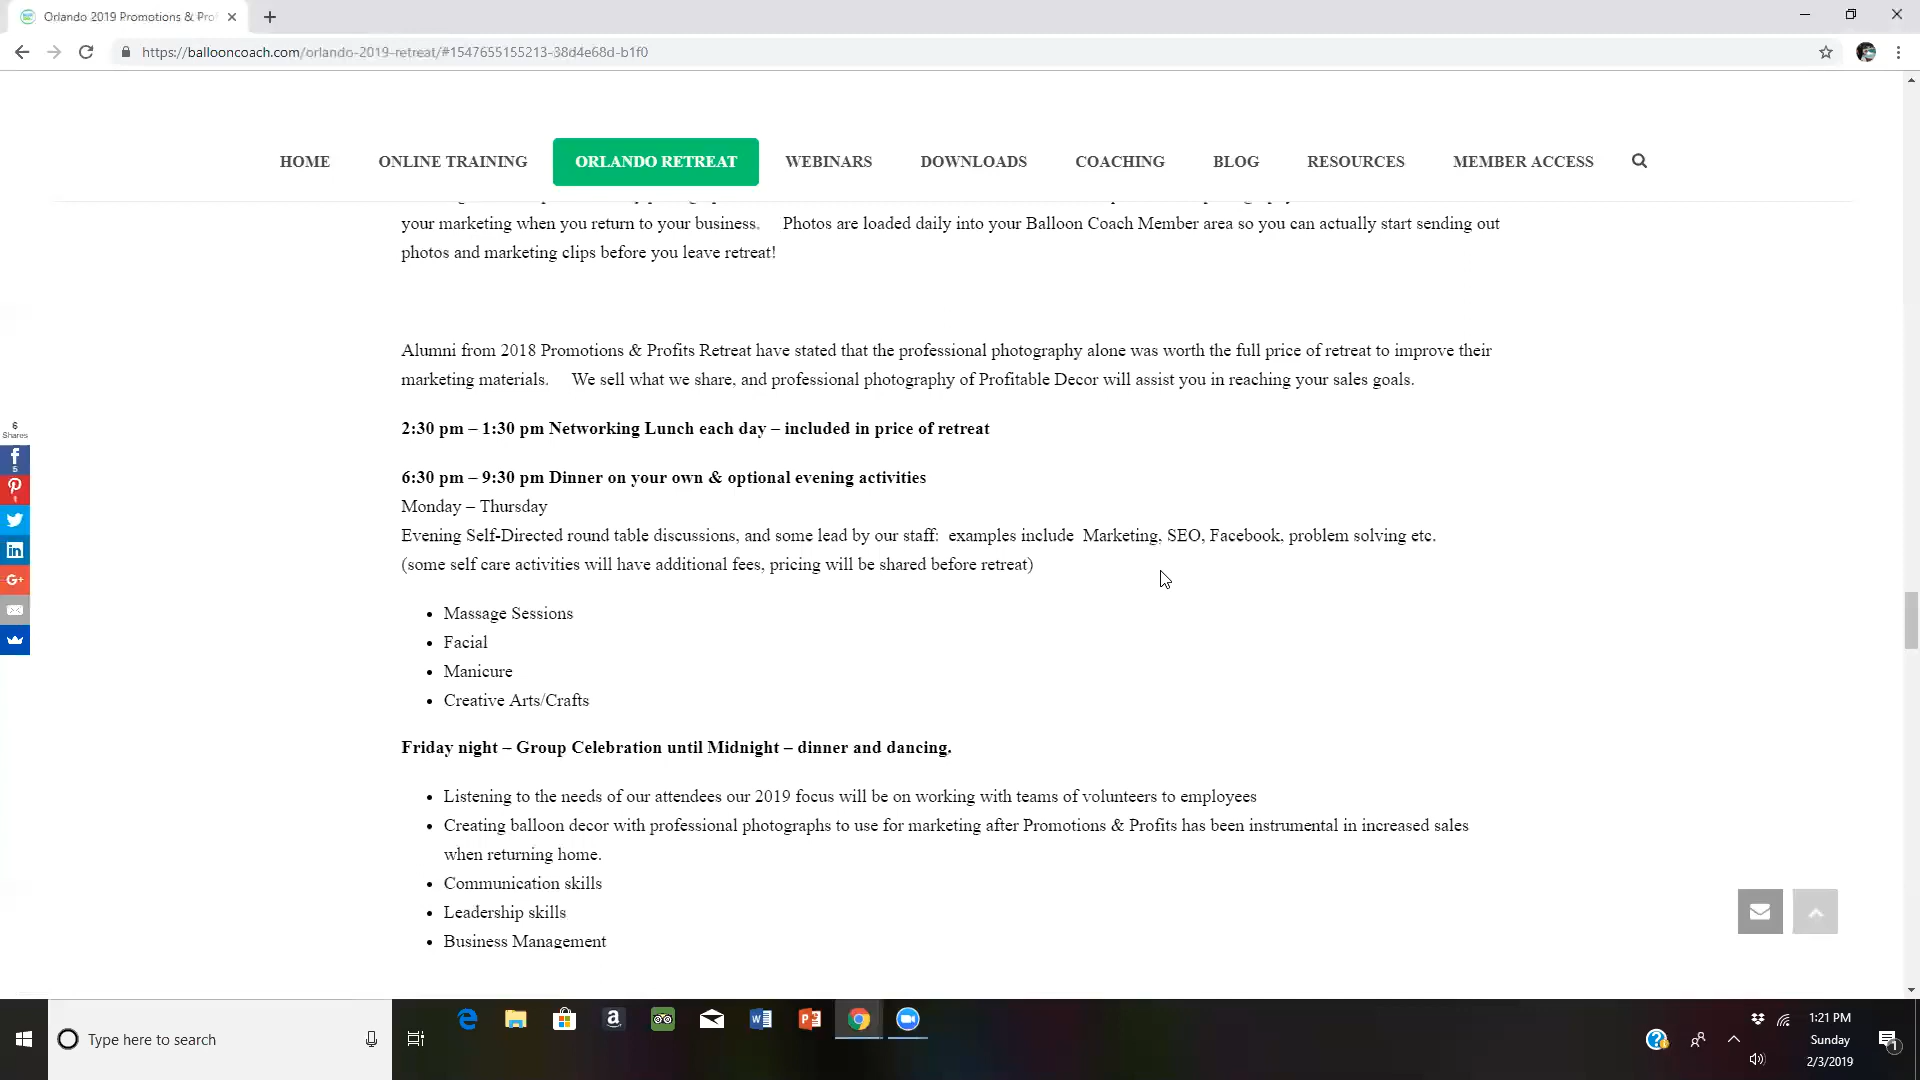 Orlando 2019 Promotions & Pro
https://ballooncoach.com/orlando-2019-retreat/#1547655155213-38d4e68d-b1f0
HOME ONLINE TRAINING ORLANDO RETREAT WEBINARS DOWNLOADS COACHING BLOG RESOURCES MEMBER ACCESS
your marketing when you return to your business. Photos are loaded daily into your Balloon Coach Member area so you can actually start sending out
photos and marketing clips before you leave retreat!
Alumni from 2018 Promotions & Profits Retreat have stated that the professional photography alone was worth the full price of retreat to improve their
marketing materials. We sell what we share, and professional photography of Profitable Decor will assist you in reaching your sales goals.
2:30 pm – 1:30 pm Networking Lunch each day – included in price of retreat
6:30 pm – 9:30 pm Dinner on your own & optional evening activities
Monday – Thursday
Evening Self-Directed round table discussions, and some lead by our staff: examples include Marketing, SEO, Facebook, problem solving etc.
(some self care activities will have additional fees, pricing will be shared before retreat)
• Massage Sessions
• Facial
• Manicure
• Creative Arts/Crafts
Friday night – Group Celebration until Midnight – dinner and dancing.
• Listening to the needs of our attendees our 2019 focus will be on working with teams of volunteers to employees
• Creating balloon decor with professional photographs to use for marketing after Promotions & Profits has been instrumental in increased sales
when returning home.
• Communication skills
• Leadership skills
• Business Management
6
Shares
5
Type here to search
1:21 PM
Sunday
2/3/2019
1